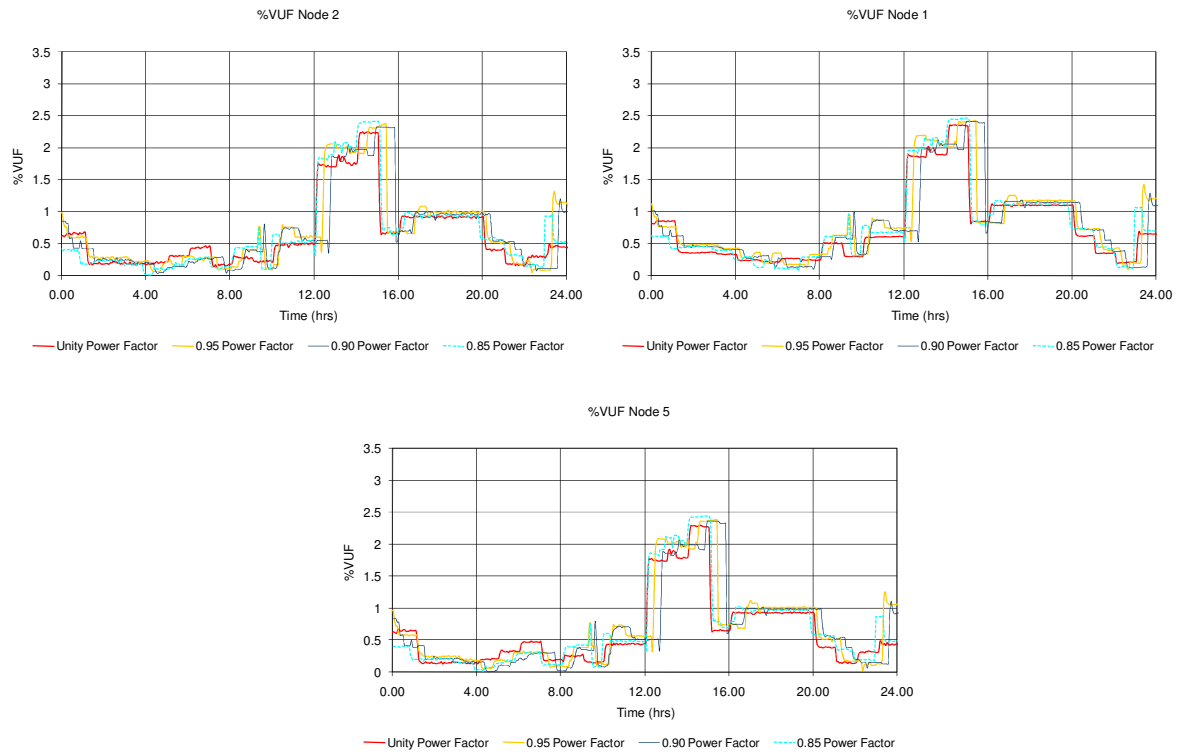 %VUF Node 2
3.5
3
2.5
2
1.5
1
0.5
0
%VUF
0.00 4.00 8.00 12.00 16.00 20.00 24.00
Time (hrs)
Unity Power Factor 0.95 Power Factor 0.90 Power Factor 0.85 Power Factor
%VUF Node 1
3.5
3
2.5
2
1.5
1
0.5
0
%VUF
0.00 4.00 8.00 12.00 16.00 20.00 24.00
Time (hrs)
Unity Power Factor 0.95 Power Factor 0.90 Power Factor 0.85 Power Factor
%VUF Node 5
3.5
3
2.5
2
1.5
1
0.5
0
%VUF
0.00 4.00 8.00 12.00 16.00 20.00 24.00
Time (hrs)
Unity Power Factor 0.95 Power Factor 0.90 Power Factor 0.85 Power Factor